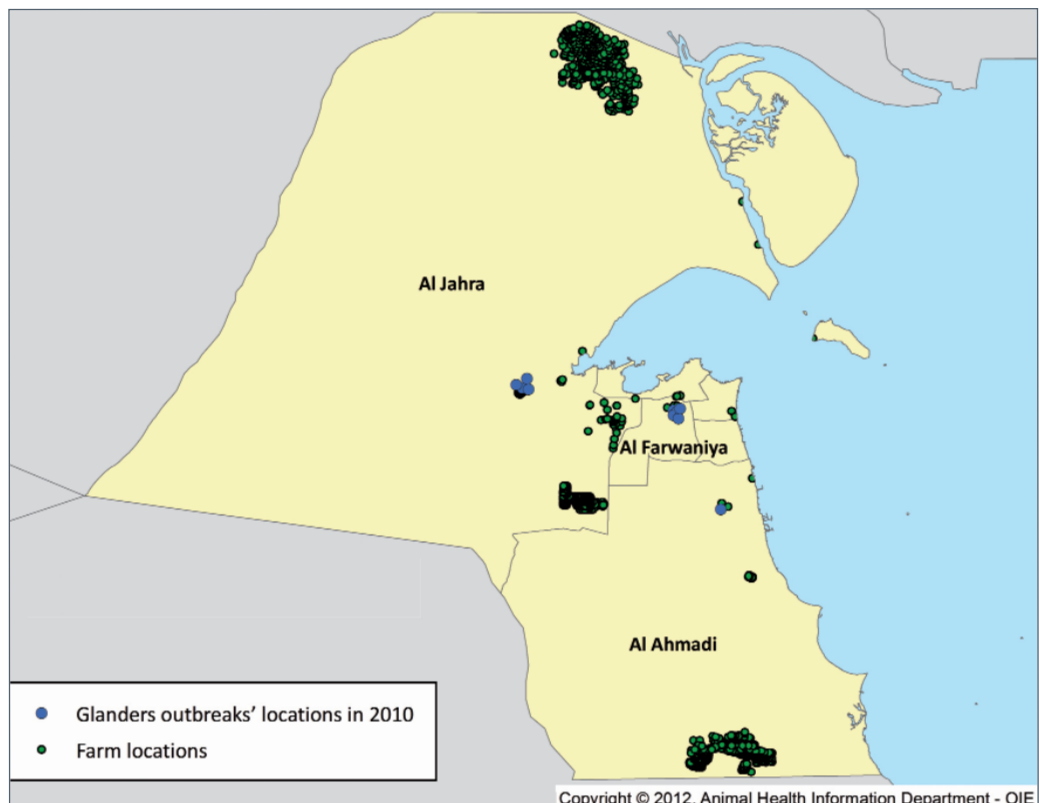 Al Jahra
Al Farwaniya
Al Ahmadi
Glanders outbreaks’ locations in 2010
Farm locations
Copyright © 2012, Animal Health Information Department - OIE